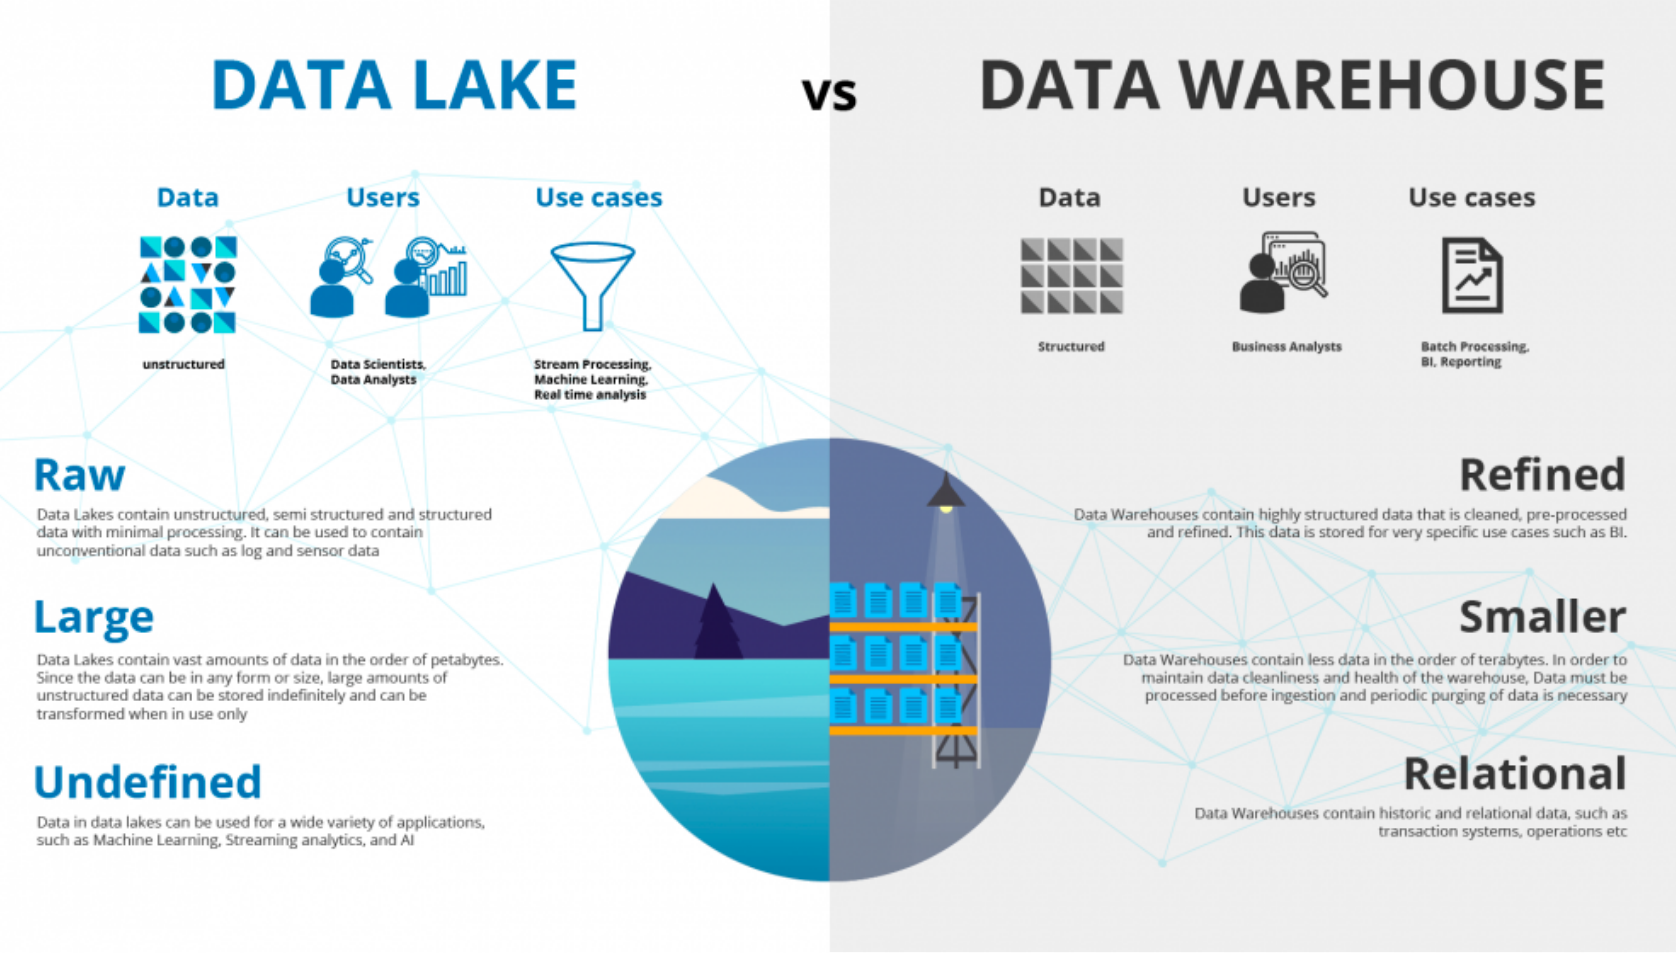 DATA LAKE
vs
DATA WAREHOUSE
Data
Users
Use cases
unstructured
Data Scientists,
Data Analysts
Stream Processing,
Machine Learning,
Real time analysis
Data
Users
Use cases
Structured
Business Analysts
Batch Processing,
BI, Reporting
Raw
Data Lakes contain unstructured, semi structured and structured
data with minimal processing. It can be used to contain
unconventional data such as log and sensor data
Large
Data Lakes contain vast amounts of data in the order of petabytes.
Since the data can be in any form or size, large amounts of
unstructured data can be stored indefinitely and can be
transformed when in use only
Undefined
Data in data lakes can be used for a wide variety of applications,
such as Machine Learning, Streaming analytics, and AI
Refined
Data Warehouses contain highly structured data that is cleaned, pre-processed
and refined. This data is stored for very specific use cases such as BI.
Smaller
Data Warehouses contain less data in the order of terabytes. In order to
maintain data cleanliness and health of the warehouse, Data must be
processed before ingestion and periodic purging of data is necessary
Relational
Data Warehouses contain historic and relational data, such as
transaction systems, operations etc